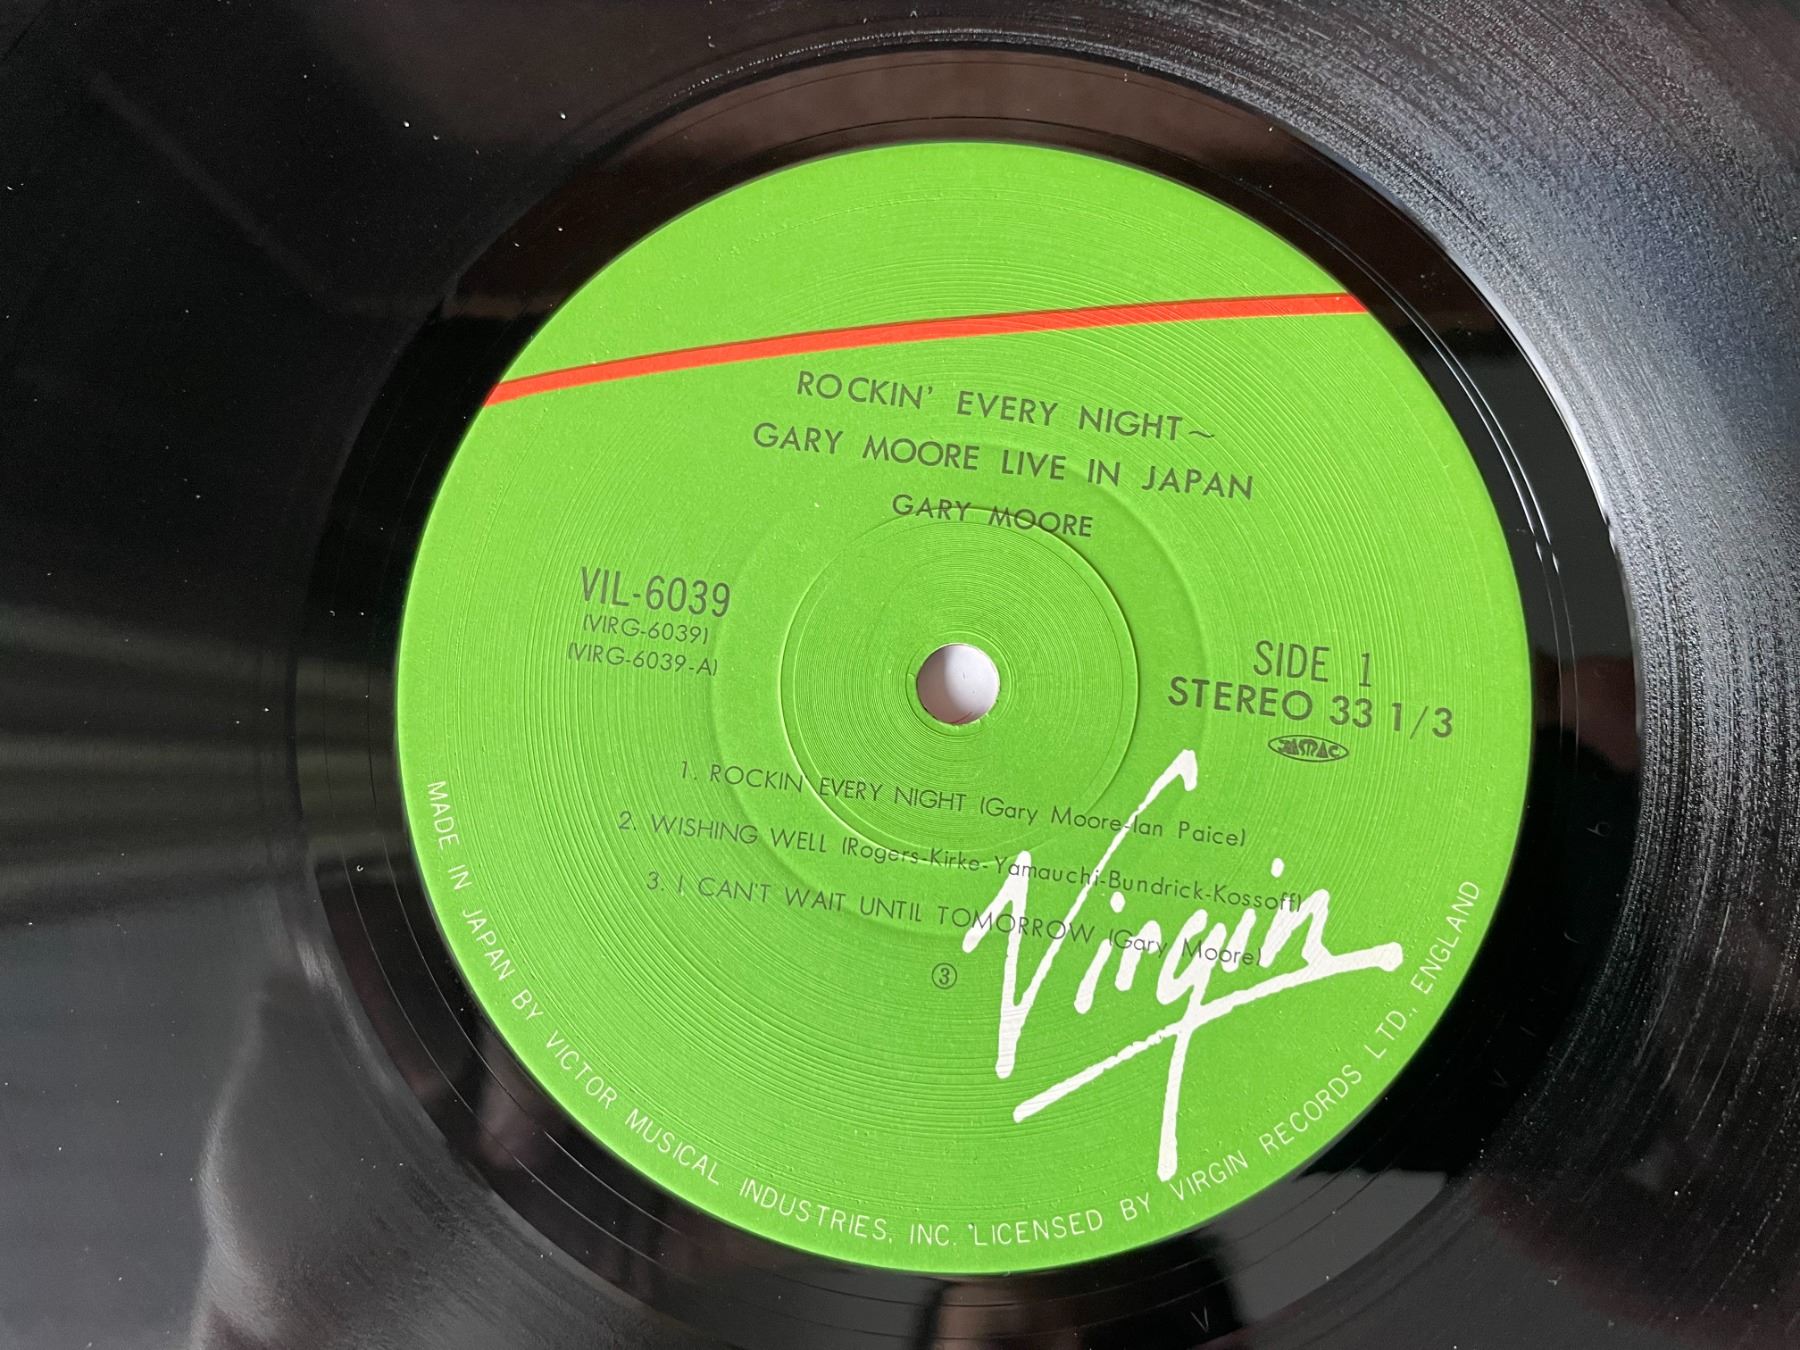 ROCKIN' EVERY NIGHT~
GARY MOORE LIVE IN JAPAN
GARY MOORE
VIL-6039
(VIRG-6039)
(VIRG-6039-A)
SIDE 1
STEREO 33 1/3
JASRAC
1. ROCKIN' EVERY NIGHT (Gary Moore-Ian Paice)
2. WISHING WELL (Rogers-Kirke-Yamauchi-Bundrick-Kossoff)
3. I CAN'T WAIT UNTIL TOMORROW (Gary Moore)
③
Virgin
MADE IN JAPAN BY VICTOR MUSICAL INDUSTRIES, INC. LICENSED BY VIRGIN RECORDS LTD., ENGLAND